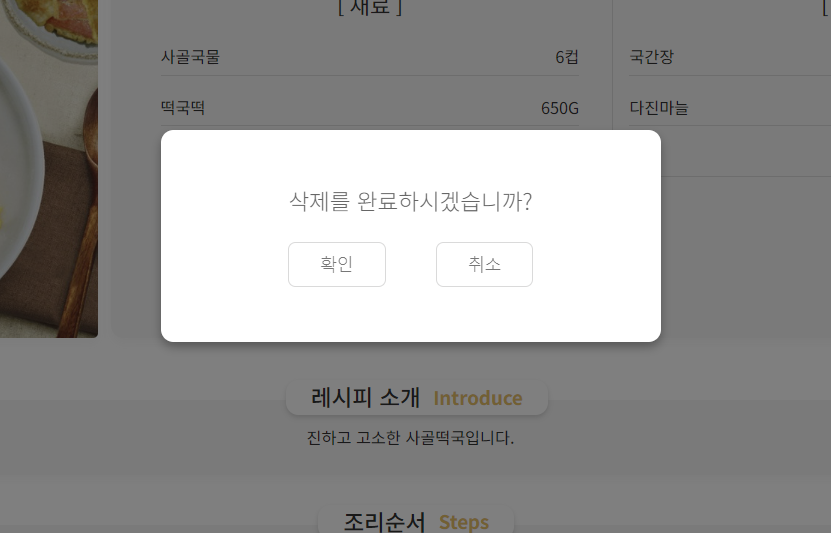 [ 재료 ]
[
사골국물 6컵 국간장
떡국떡 650G 다진마늘
삭제를 완료하시겠습니까?
확인 취소
레시피 소개 Introduce
진하고 고소한 사골떡국입니다.
조리순서 Steps